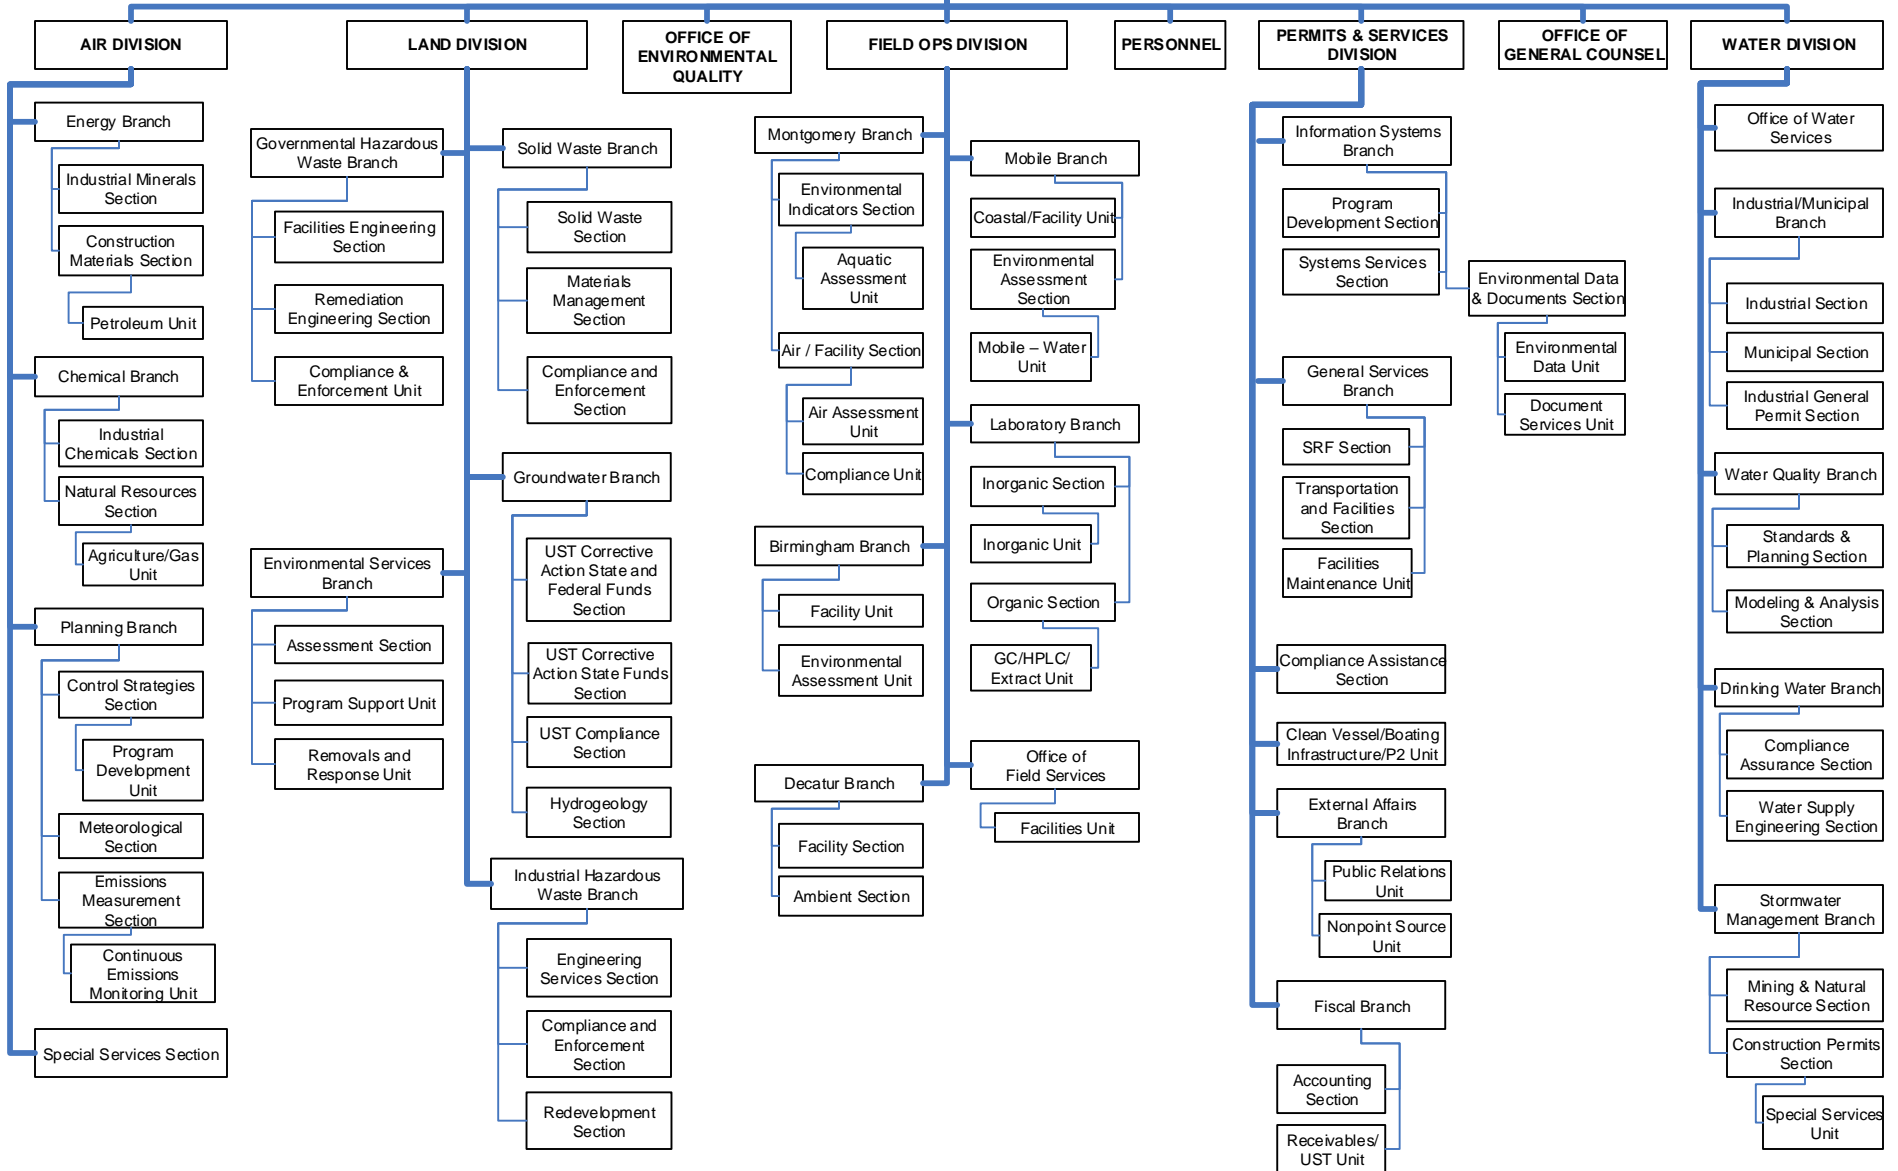 AIR DIVISION
LAND DIVISION
OFFICE OF
ENVIRONMENTAL
QUALITY
FIELD OPS DIVISION
PERSONNEL
PERMITS & SERVICES
DIVISION
OFFICE OF
GENERAL COUNSEL
WATER DIVISION
Energy Branch
Industrial Minerals
Section
Construction
Materials Section
Petroleum Unit
Chemical Branch
Industrial
Chemicals Section
Natural Resources
Section
Agriculture/Gas
Unit
Planning Branch
Control Strategies
Section
Program
Development
Unit
Meteorological
Section
Emissions
Measurement
Section
Continuous
Emissions
Monitoring Unit
Special Services Section
Governmental Hazardous
Waste Branch
Facilities Engineering
Section
Remediation
Engineering Section
Compliance &
Enforcement Unit
Environmental Services
Branch
Assessment Section
Program Support Unit
Removals and
Response Unit
Solid Waste Branch
Solid Waste
Section
Materials
Management
Section
Compliance and
Enforcement
Section
Groundwater Branch
UST Corrective
Action State and
Federal Funds
Section
UST Corrective
Action State Funds
Section
UST Compliance
Section
Hydrogeology
Section
Industrial Hazardous
Waste Branch
Engineering
Services Section
Compliance and
Enforcement
Section
Redevelopment
Section
Montgomery Branch
Environmental
Indicators Section
Aquatic
Assessment
Unit
Air / Facility Section
Air Assessment
Unit
Compliance Unit
Birmingham Branch
Facility Unit
Environmental
Assessment Unit
Decatur Branch
Facility Section
Ambient Section
Mobile Branch
Coastal/Facility Unit
Environmental
Assessment
Section
Mobile – Water
Unit
Laboratory Branch
Inorganic Section
Inorganic Unit
Organic Section
GC/HPLC/
Extract Unit
Office of
Field Services
Facilities Unit
Information Systems
Branch
Program
Development Section
Systems Services
Section
Environmental Data
& Documents Section
Environmental
Data Unit
Document
Services Unit
General Services
Branch
SRF Section
Transportation
and Facilities
Section
Facilities
Maintenance Unit
Compliance Assistance
Section
Clean Vessel/Boating
Infrastructure/P2 Unit
External Affairs
Branch
Public Relations
Unit
Nonpoint Source
Unit
Fiscal Branch
Accounting
Section
Receivables/
UST Unit
Office of Water
Services
Industrial/Municipal
Branch
Industrial Section
Municipal Section
Industrial General
Permit Section
Water Quality Branch
Standards &
Planning Section
Modeling & Analysis
Section
Drinking Water Branch
Compliance
Assurance Section
Water Supply
Engineering Section
Stormwater
Management Branch
Mining & Natural
Resource Section
Construction Permits
Section
Special Services
Unit